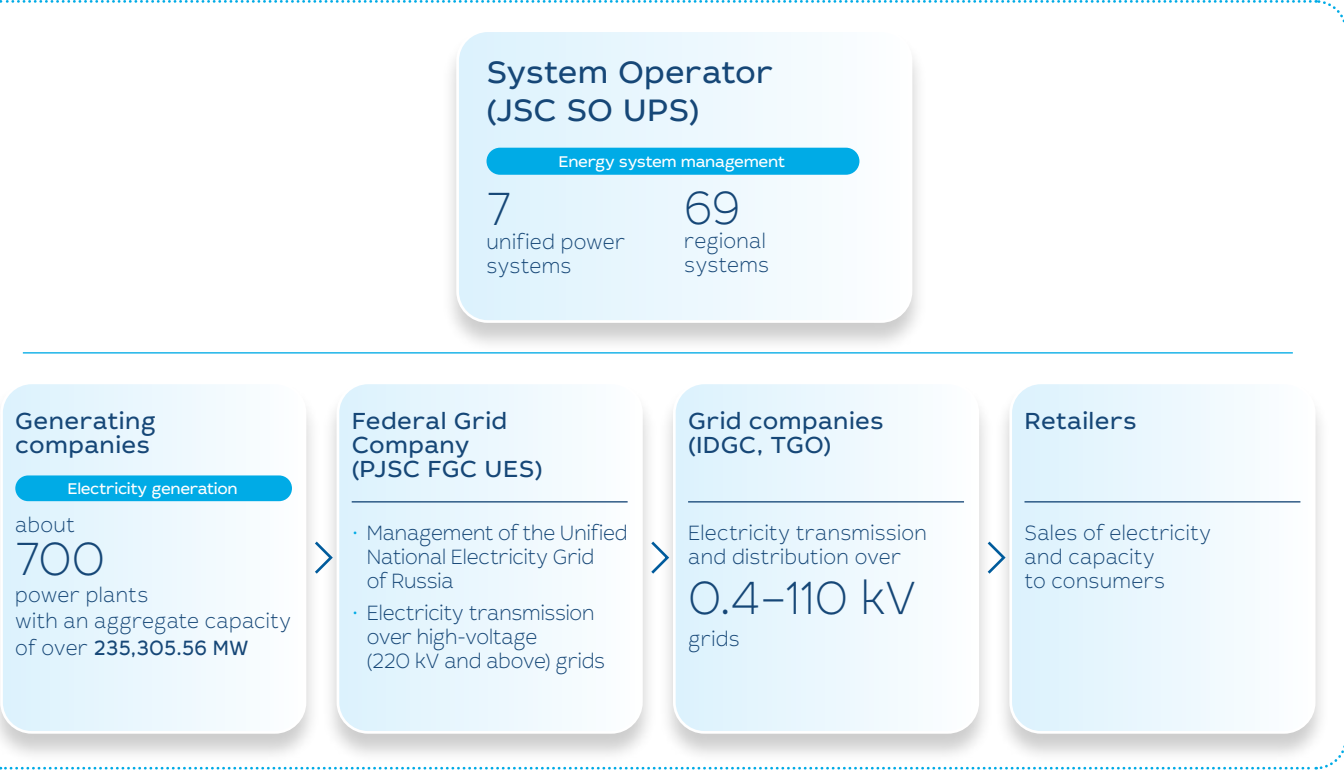 System Operator
(JSC SO UPS)
Energy system management
7
unified power
systems
69
regional
systems
Generating
companies
Electricity generation
about
700
power plants
with an aggregate capacity
of over 235,305.56 MW
Federal Grid
Company
(PJSC FGC UES)
· Management of the Unified
National Electricity Grid
of Russia
· Electricity transmission
over high-voltage
(220 kV and above) grids
Grid companies
(IDGC, TGO)
Electricity transmission
and distribution over
0.4–110 kV
grids
Retailers
Sales of electricity
and capacity
to consumers